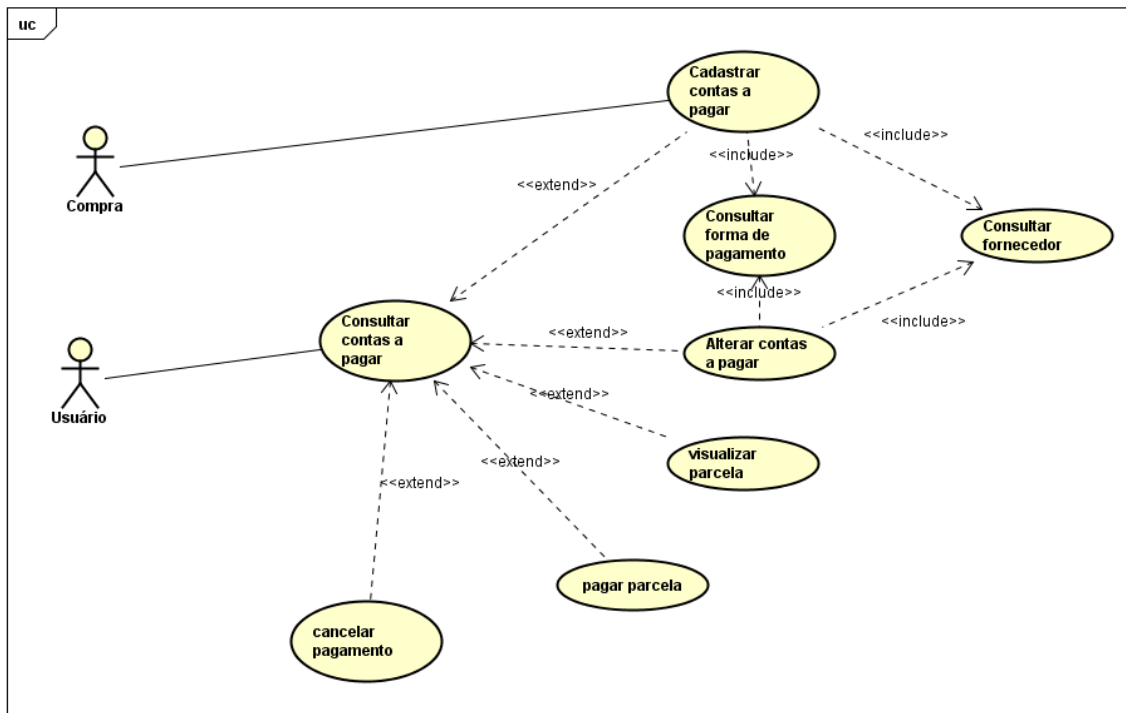 uc
Cadastrar
contas a
pagar
<<include>>
<<include>>
<<extend>>
Compra
Consultar
forma de
pagamento
Consultar
fornecedor
<<include>>
<<include>>
Consultar
contas a
pagar
<<extend>>
Alterar contas
a pagar
Usuário
<<extend>>
visualizar
parcela
<<extend>>
<<extend>>
pagar parcela
cancelar
pagamento